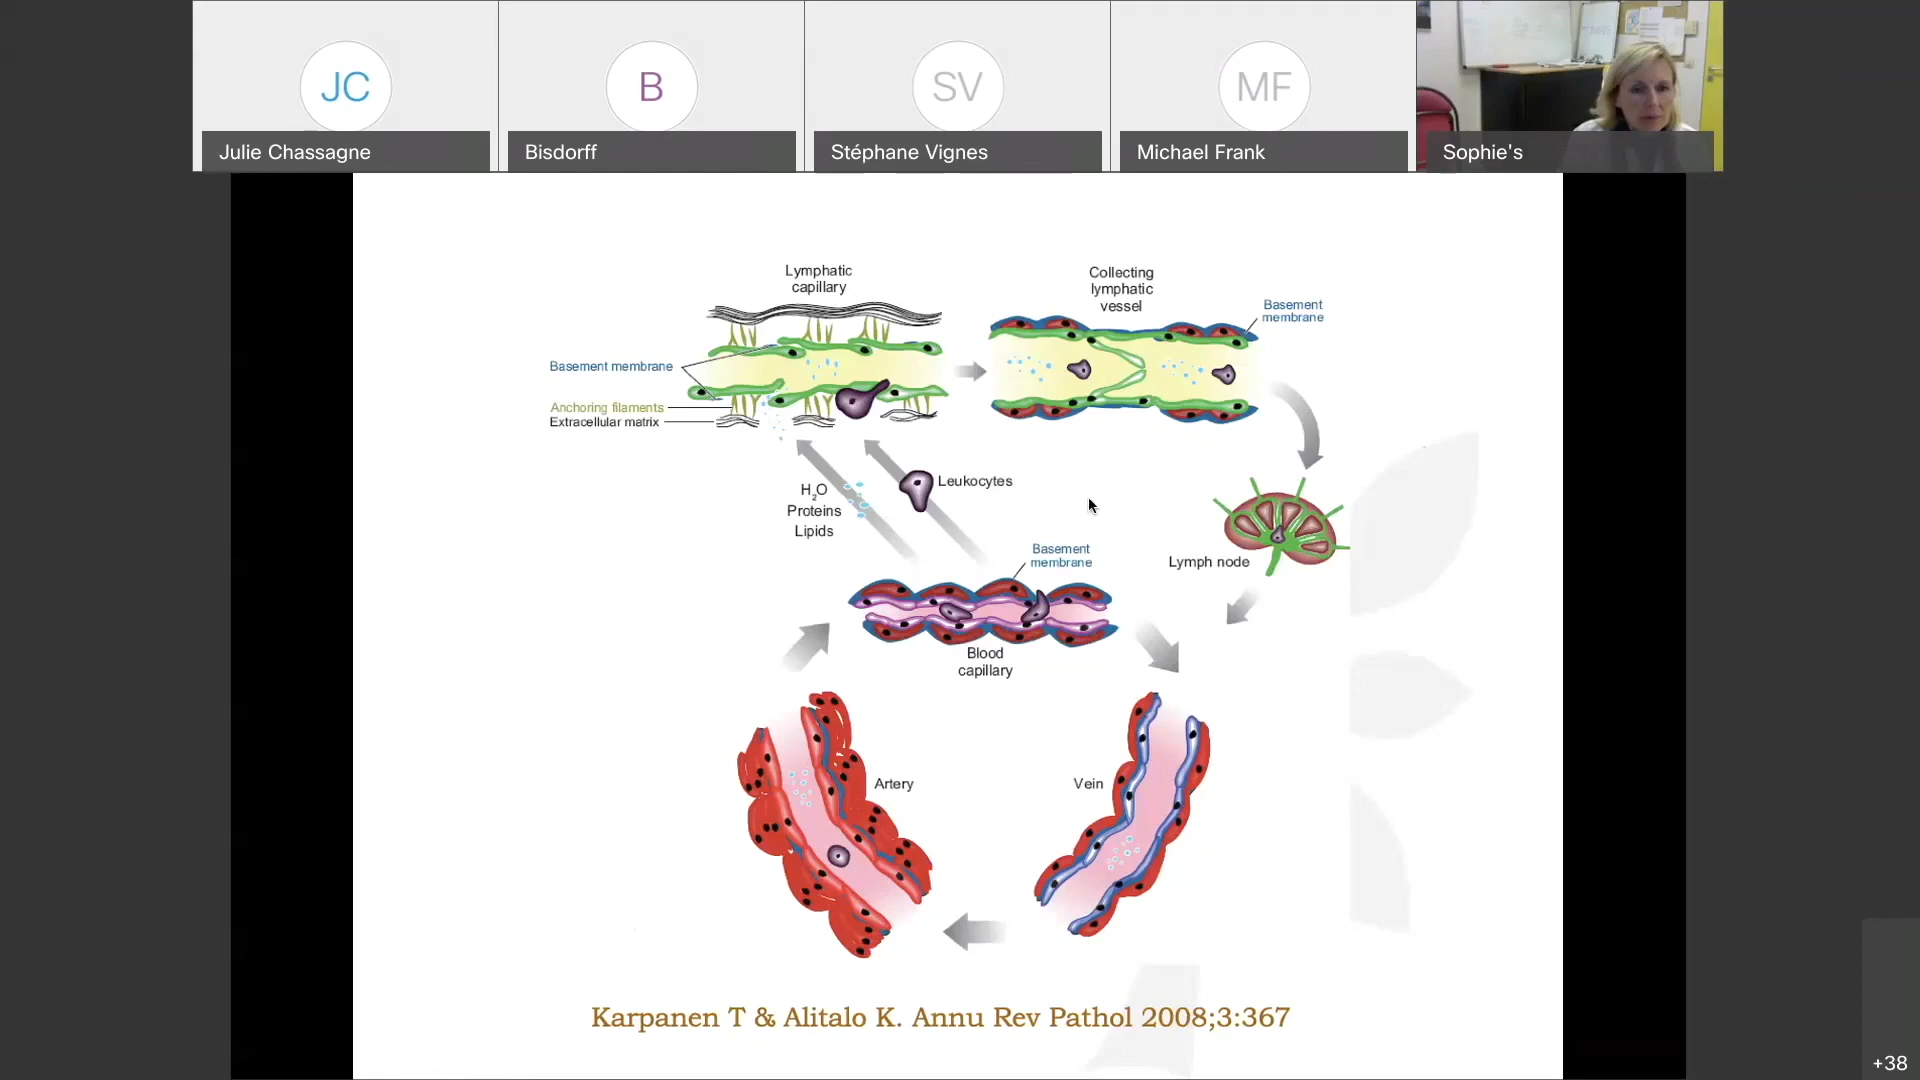 JC
B
SV
MF
Julie Chassagne
Bisdorff
Stéphane Vignes
Michael Frank
Sophie's
Lymphatic
capillary
Collecting
lymphatic
vessel
Basement
membrane
Basement membrane
Anchoring filaments
Extracellular matrix
H2O
Proteins
Lipids
Leukocytes
Basement
membrane
Lymph node
Blood
capillary
Artery
Vein
Karpanen T & Alitalo K. Annu Rev Pathol 2008;3:367
+38